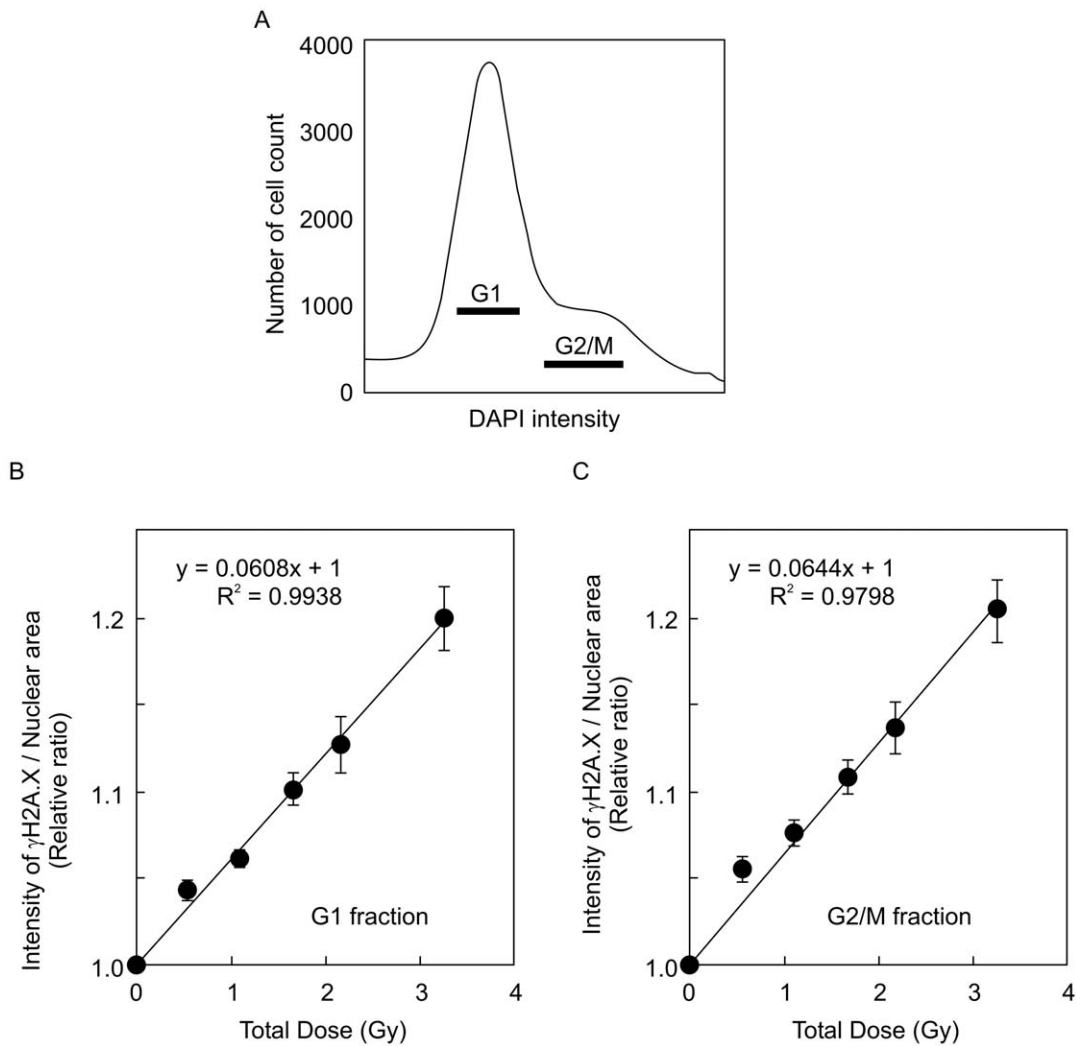 A
4000
3000
2000
1000
0
Number of cell count
G1
G2/M
DAPI intensity
B
y = 0.0608x + 1
R² = 0.9938
1.2
1.1
1.0
Intensity of γH2A.X / Nuclear area
(Relative ratio)
G1 fraction
0 1 2 3 4
Total Dose (Gy)
C
y = 0.0644x + 1
R² = 0.9798
1.2
1.1
1.0
Intensity of γH2A.X / Nuclear area
(Relative ratio)
G2/M fraction
0 1 2 3 4
Total Dose (Gy)